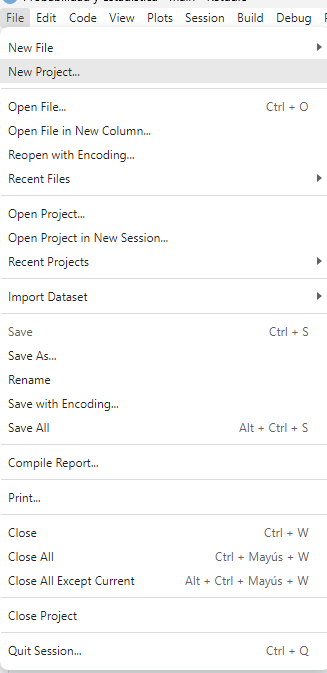 File Edit Code View Plots Session Build Debug
New File
New Project...
Open File... Ctrl + O
Open File in New Column...
Reopen with Encoding...
Recent Files
Open Project...
Open Project in New Session...
Recent Projects
Import Dataset
Save Ctrl + S
Save As...
Rename
Save with Encoding...
Save All Alt + Ctrl + S
Compile Report...
Print...
Close Ctrl + W
Close All Ctrl + Mayús + W
Close All Except Current Alt + Ctrl + Mayús + W
Close Project
Quit Session... Ctrl + Q